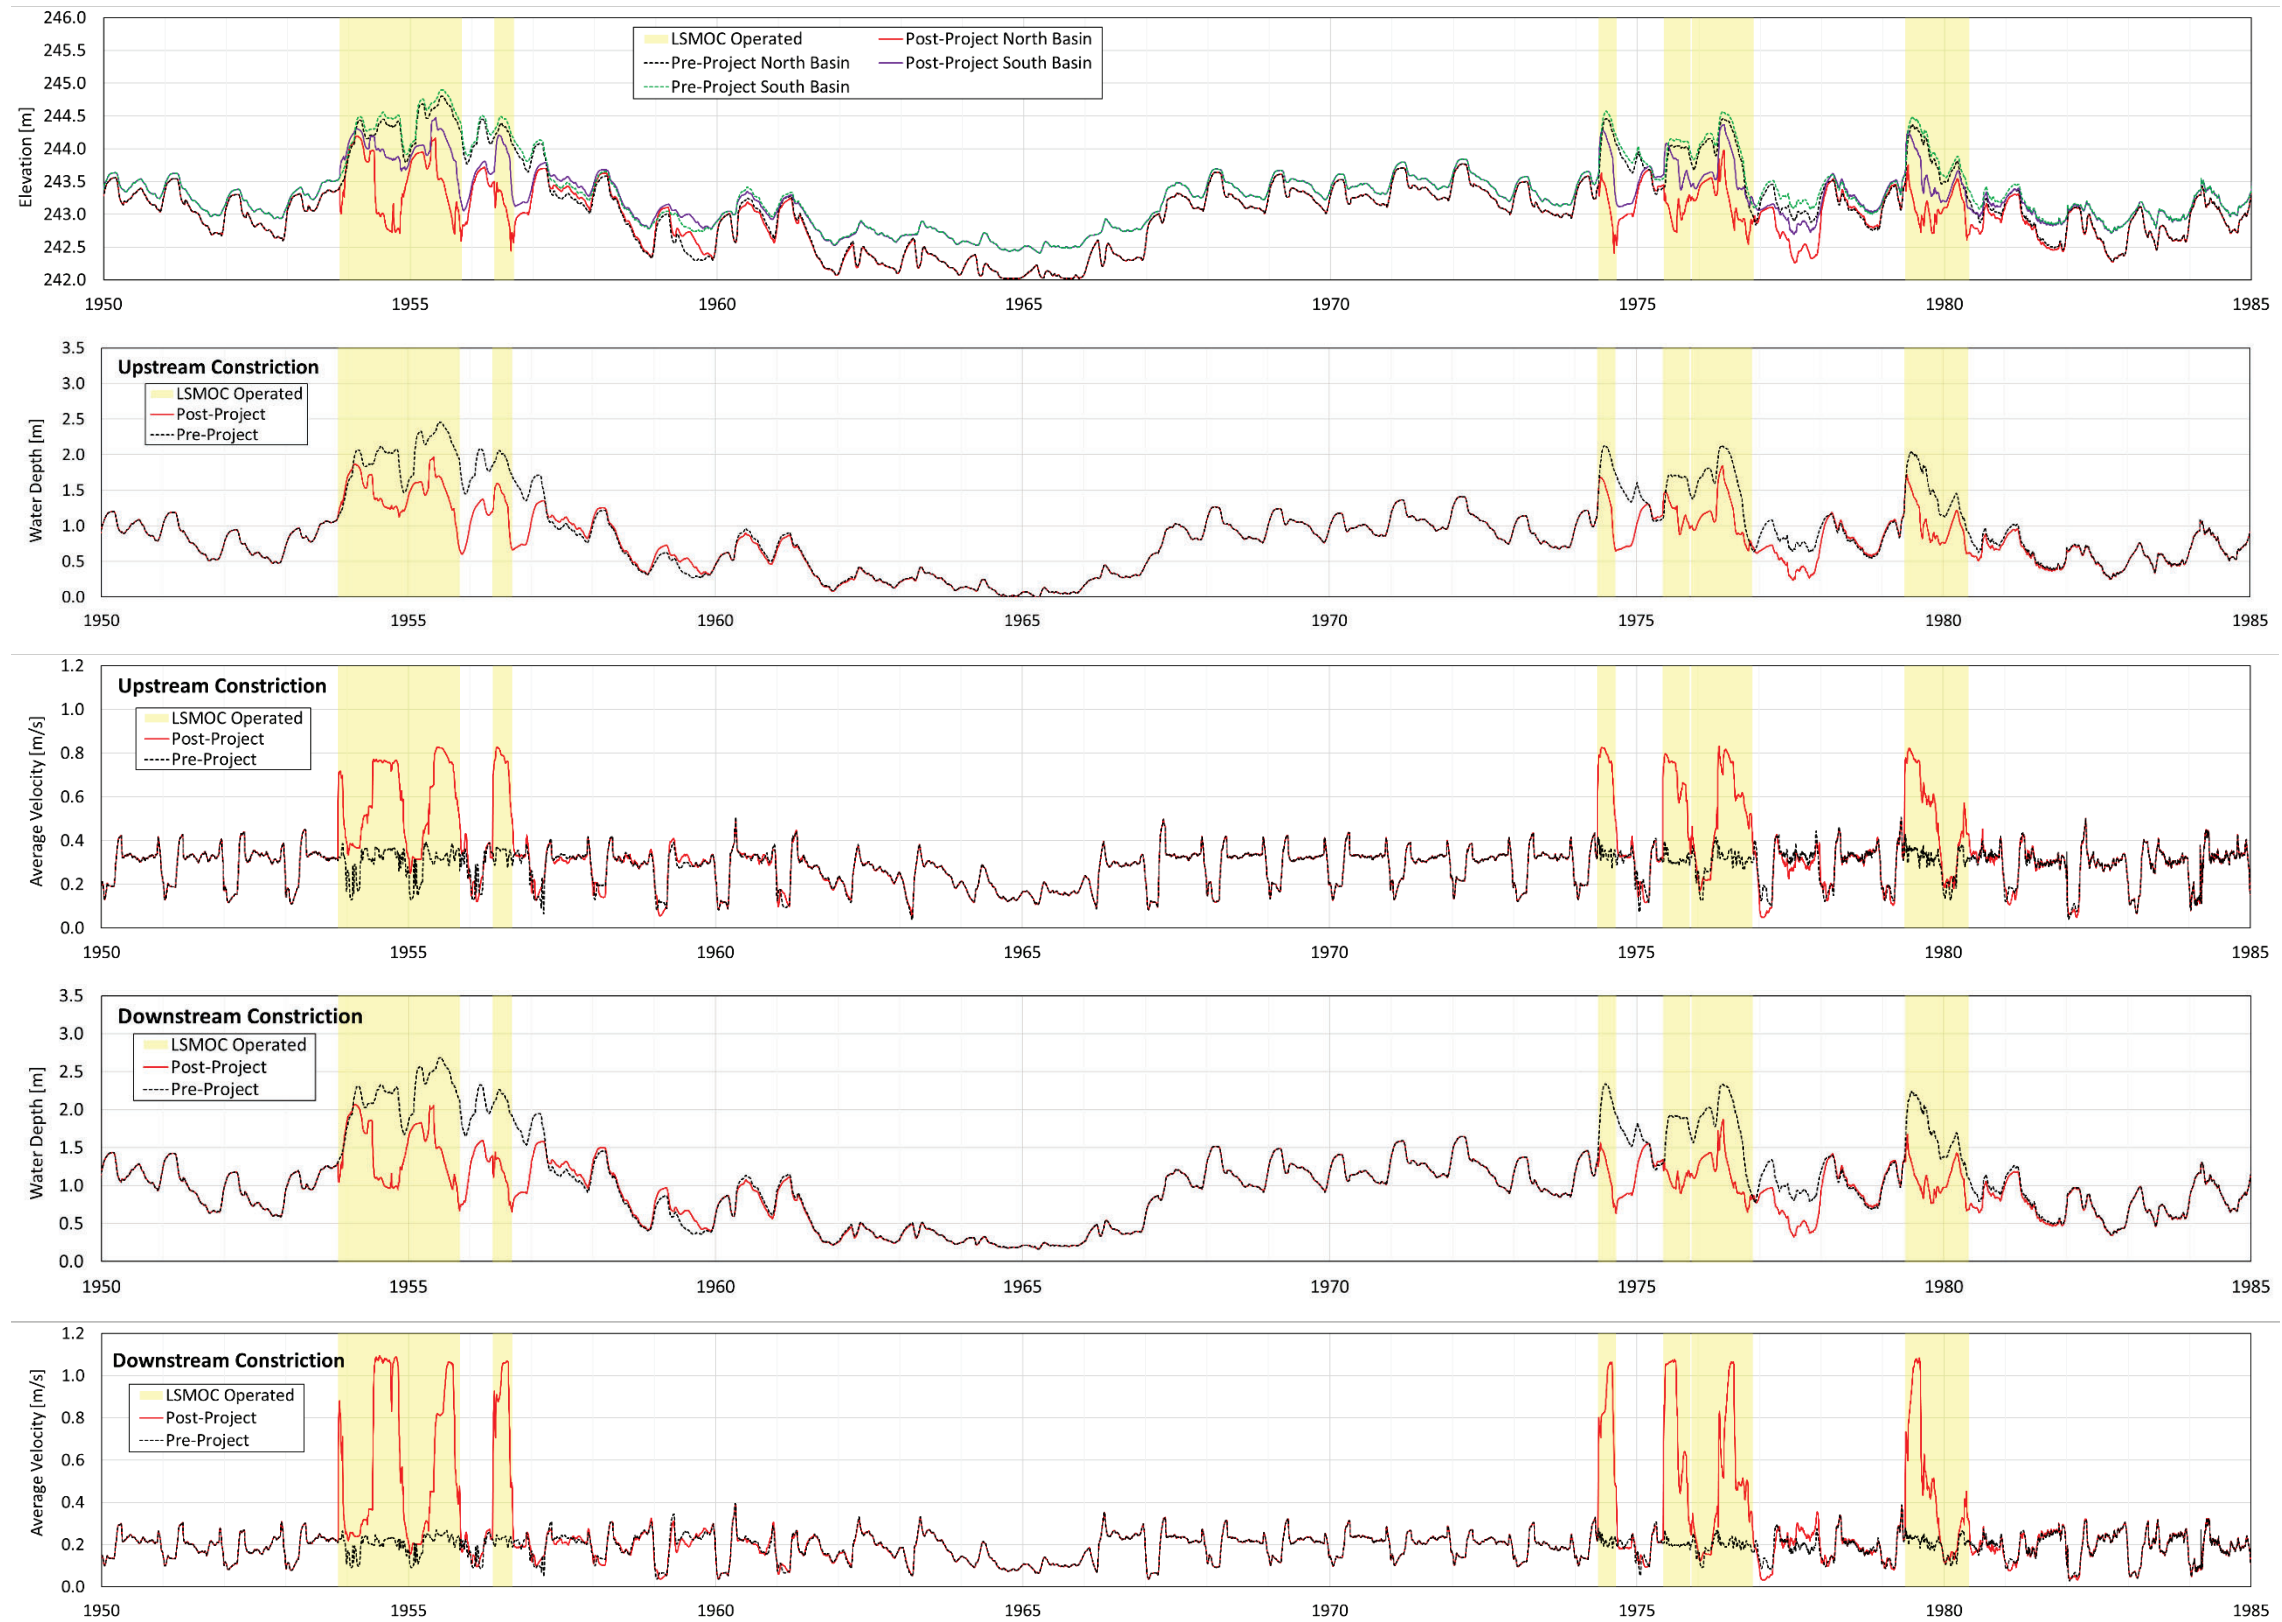 246.0
245.5
245.0
244.5
244.0
243.5
243.0
242.5
242.0
Elevation [m]
LSMOC Operated
Post-Project North Basin
Pre-Project North Basin
Post-Project South Basin
Pre-Project South Basin
1950 1955 1960 1965 1970 1975 1980 1985
Upstream Constriction
LSMOC Operated
Post-Project
Pre-Project
3.5
3.0
2.5
2.0
1.5
1.0
0.5
0.0
Water Depth [m]
1950 1955 1960 1965 1970 1975 1980 1985
Upstream Constriction
LSMOC Operated
Post-Project
Pre-Project
1.2
1.0
0.8
0.6
0.4
0.2
0.0
Average Velocity [m/s]
1950 1955 1960 1965 1970 1975 1980 1985
Downstream Constriction
LSMOC Operated
Post-Project
Pre-Project
3.5
3.0
2.5
2.0
1.5
1.0
0.5
0.0
Water Depth [m]
1950 1955 1960 1965 1970 1975 1980 1985
Downstream Constriction
LSMOC Operated
Post-Project
Pre-Project
1.2
1.0
0.8
0.6
0.4
0.2
0.0
Average Velocity [m/s]
1950 1955 1960 1965 1970 1975 1980 1985